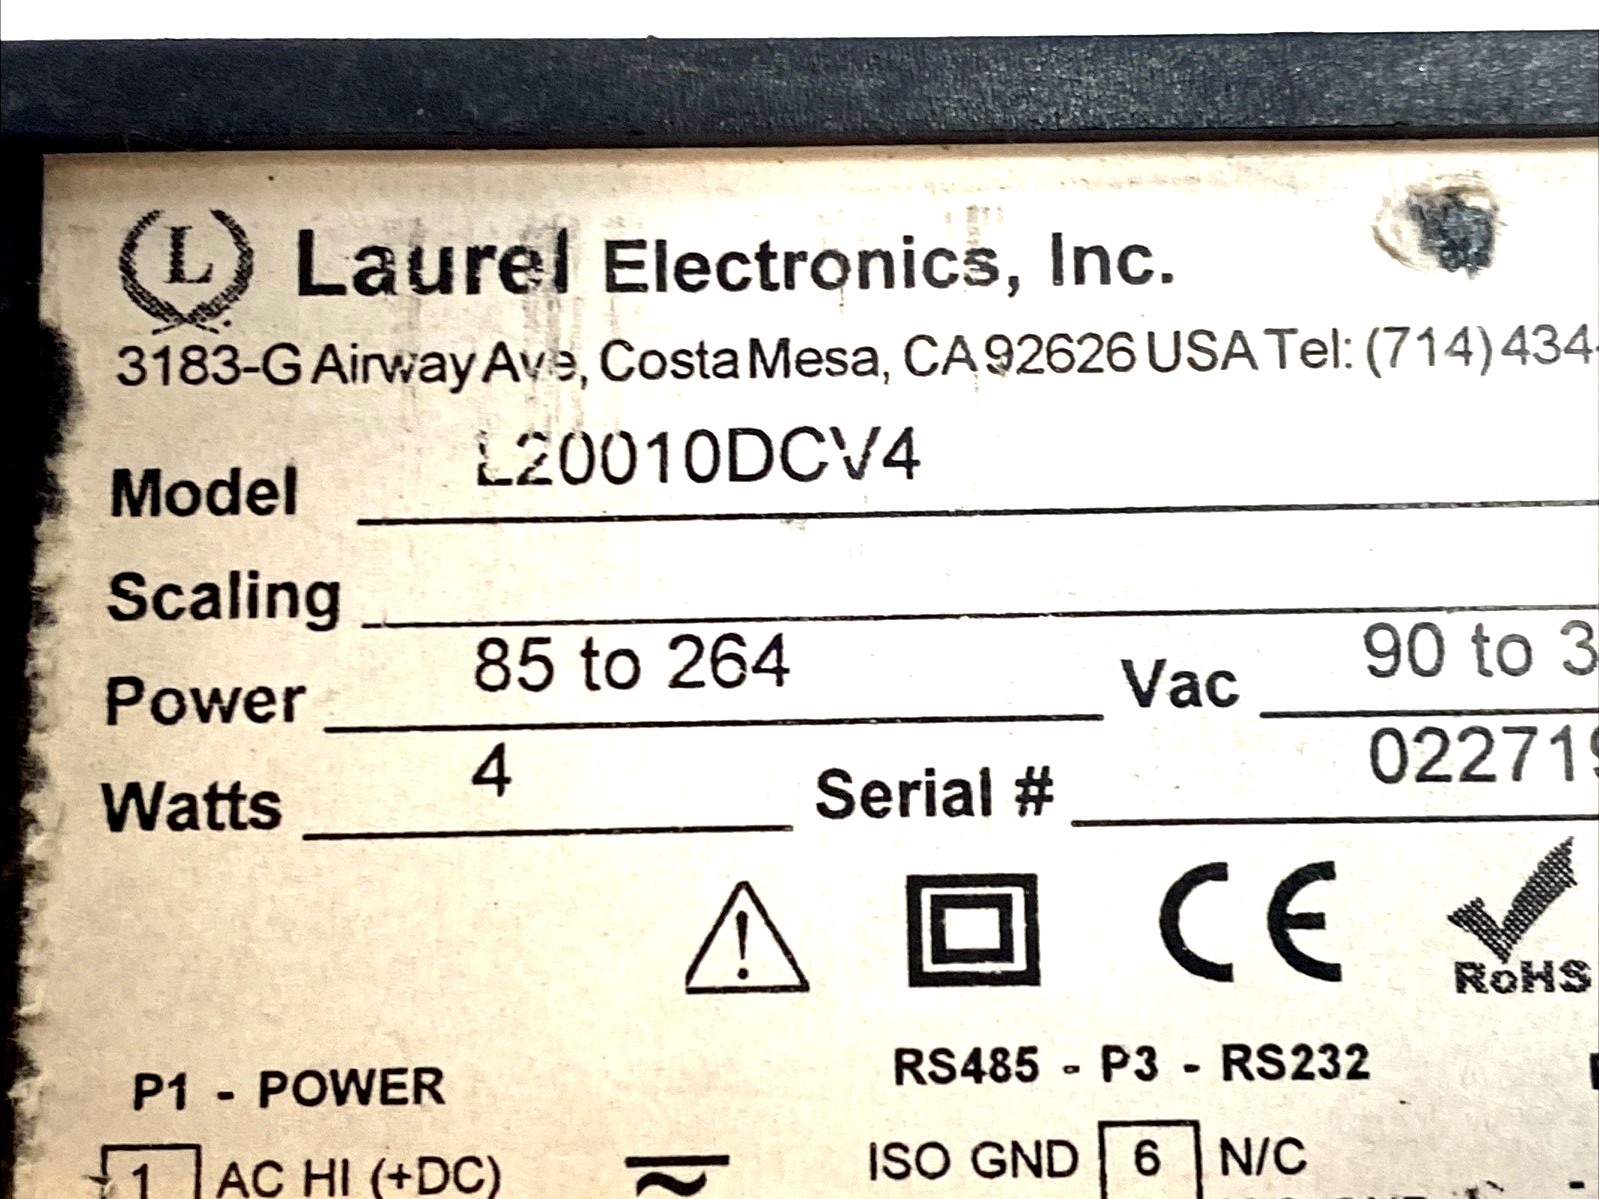 L Laurel Electronics, Inc.
3183-G Airway Ave, Costa Mesa, CA 92626 USA Tel: (714) 434-
Model L20010DCV4
Scaling
Power 85 to 264 Vac 90 to 3
Watts 4 Serial # 022719
CE
RoHS
P1 - POWER RS485 - P3 - RS232
1 AC HI (+DC) ISO GND 6 N/C